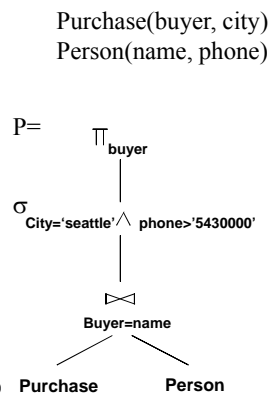 Purchase(buyer, city)
Person(name, phone)
P= π buyer
σ City='seattle' ∧ phone>'5430000'
⋈
Buyer=name
Purchase Person